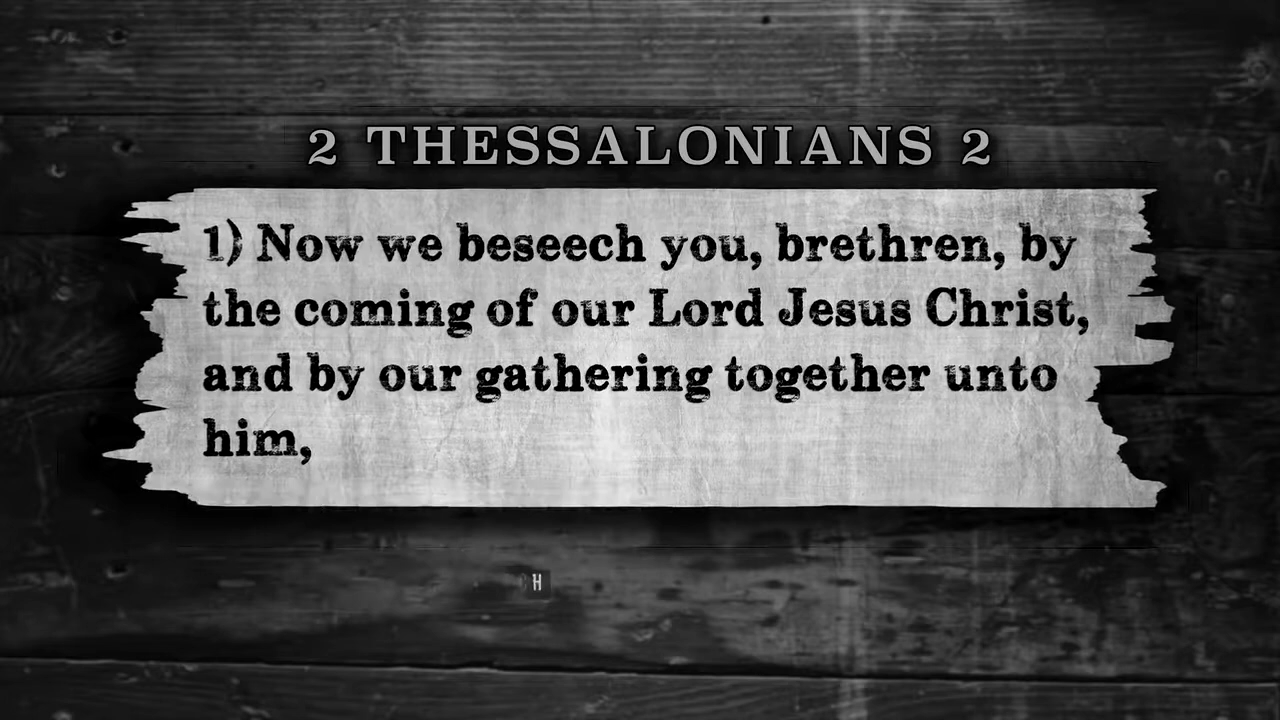 2 THESSALONIANS 2
1) Now we beseech you, brethren, by
the coming of our Lord Jesus Christ,
and by our gathering together unto
him,
H